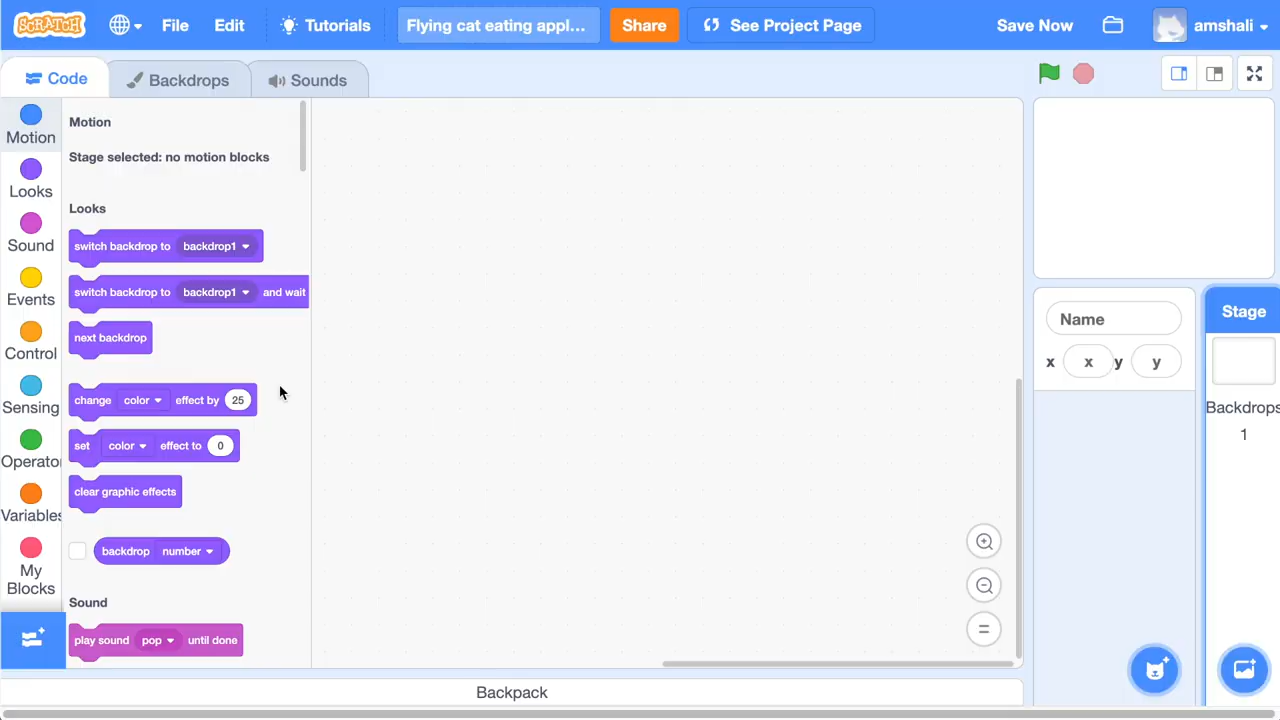 SCRATCH
File
Edit
Tutorials
Flying cat eating appl...
Share
See Project Page
Save Now
amshali
Code
Backdrops
Sounds
Motion
Looks
Sound
Events
Control
Sensing
Operato
Variables
My
Blocks
Motion
Stage selected: no motion blocks
Looks
switch backdrop to backdrop1
switch backdrop to backdrop1 and wait
next backdrop
change color effect by 25
set color effect to 0
clear graphic effects
backdrop number
Sound
play sound pop until done
Backpack
Name
x x y y
Stage
Backdrops
1